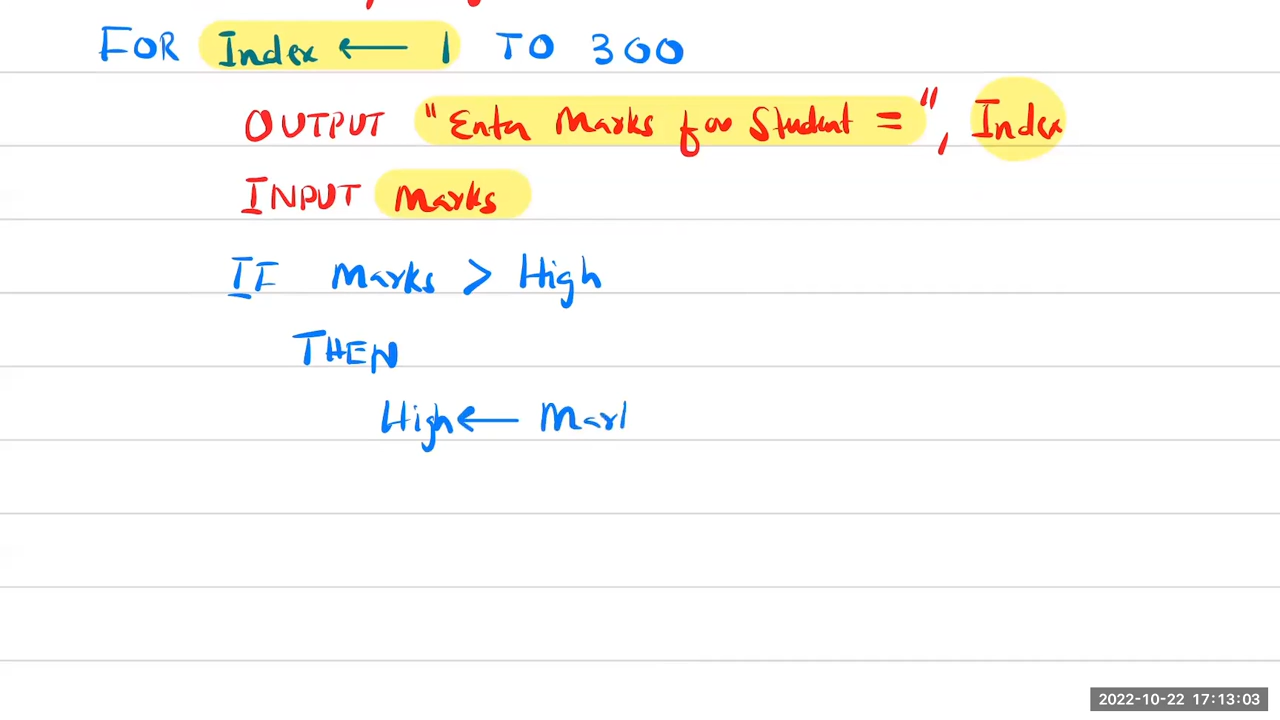 FOR Index ← 1 TO 300
OUTPUT "Enter Marks for Student = ", Index
INPUT Marks
IF Marks > High
THEN
High ← Mark
2022-10-22 17:13:03